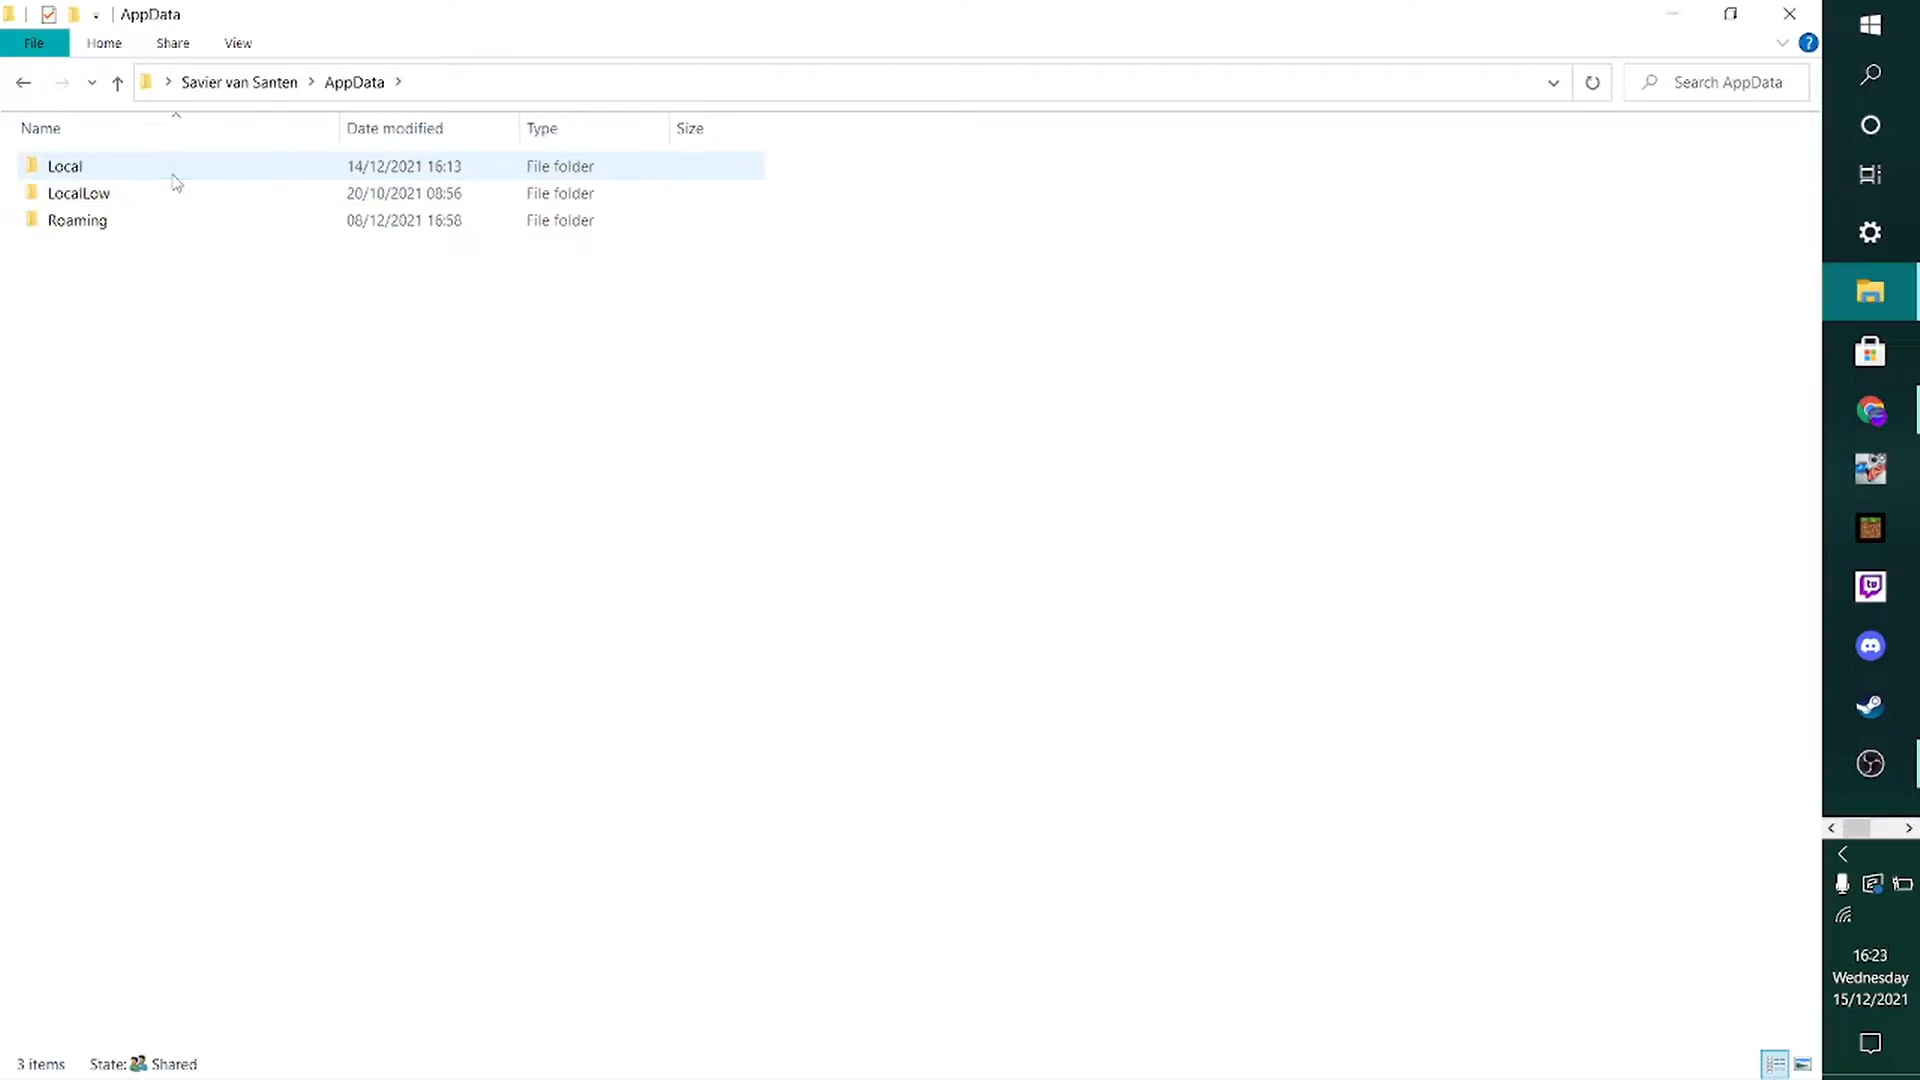 AppData
File Home Share View
Savier van Santen AppData Search AppData
Name Date modified Type Size
Local 14/12/2021 16:13 File folder
LocalLow 20/10/2021 08:56 File folder
Roaming 08/12/2021 16:58 File folder
16:23
Wednesday
15/12/2021
3 items State: Shared